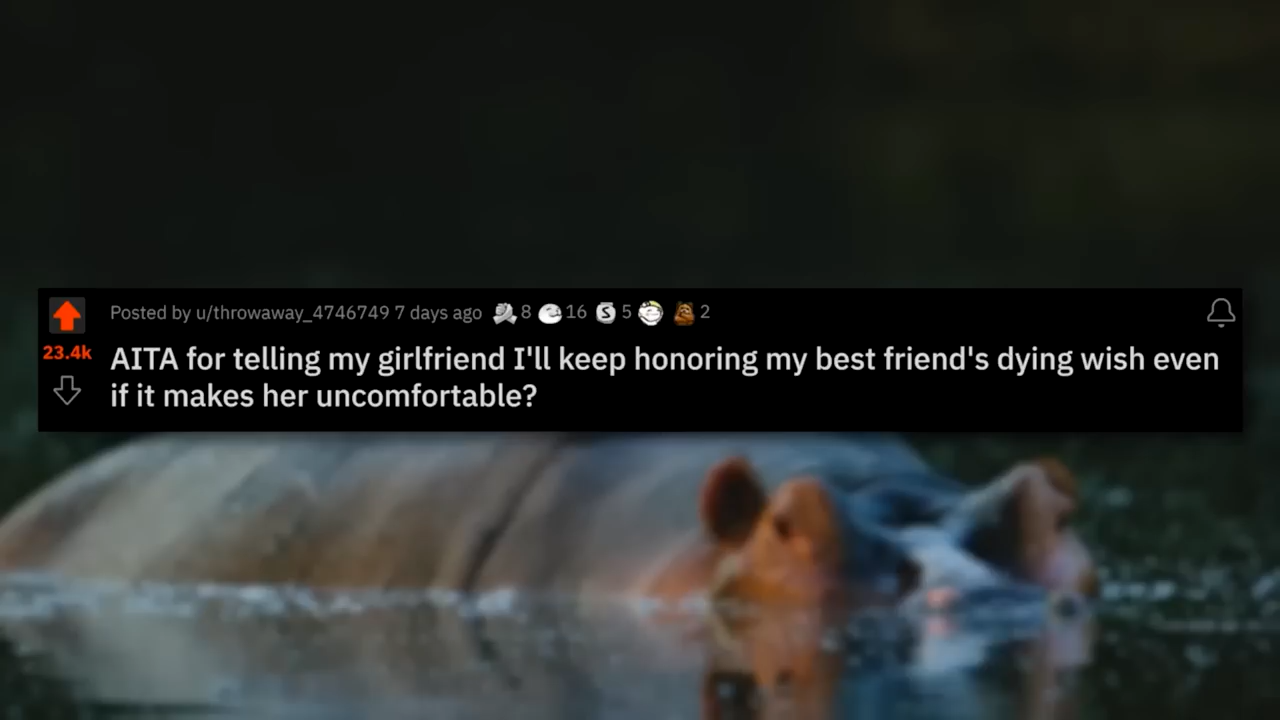 Posted by u/throwaway_4746749 7 days ago 8 16 S 5 2
23.4k
AITA for telling my girlfriend I'll keep honoring my best friend's dying wish even
if it makes her uncomfortable?